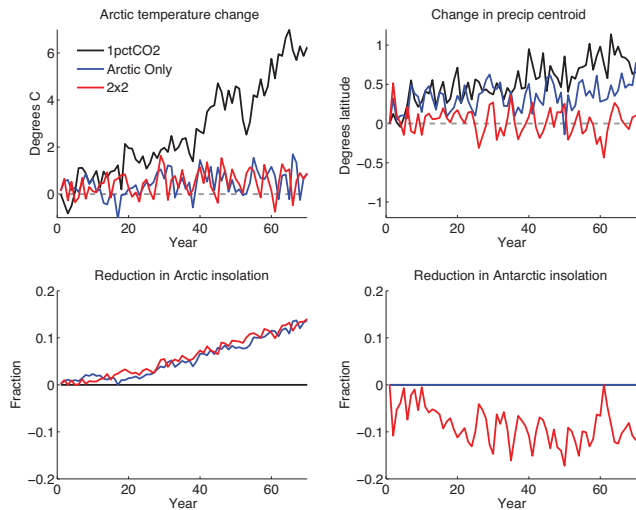 Arctic temperature change
6
4
2
0
Degrees C
1pctCO2
Arctic Only
2x2
0 20 40 60
Year
Change in precip centroid
1
0.5
0
−0.5
−1
Degrees latitude
0 20 40 60
Year
Reduction in Arctic insolation
0.2
0.1
0
−0.1
−0.2
Fraction
0 20 40 60
Year
Reduction in Antarctic insolation
0.2
0.1
0
−0.1
−0.2
Fraction
0 20 40 60
Year